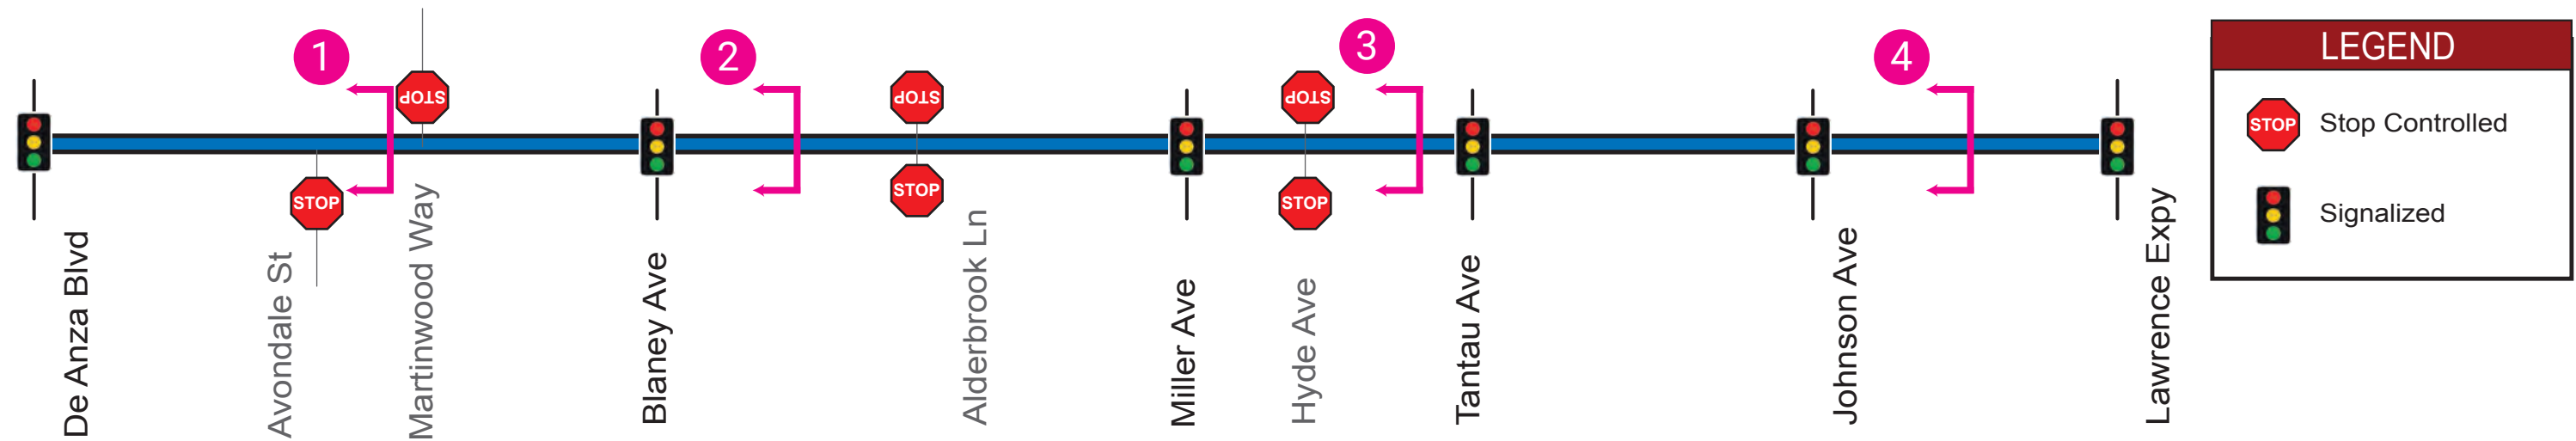 1
2
3
4
STOP
STOP
STOP
STOP
STOP
STOP
De Anza Blvd
Avondale St
Martinwood Way
Blaney Ave
Alderbrook Ln
Miller Ave
Hyde Ave
Tantau Ave
Johnson Ave
Lawrence Expy
LEGEND
STOP Stop Controlled
Signalized